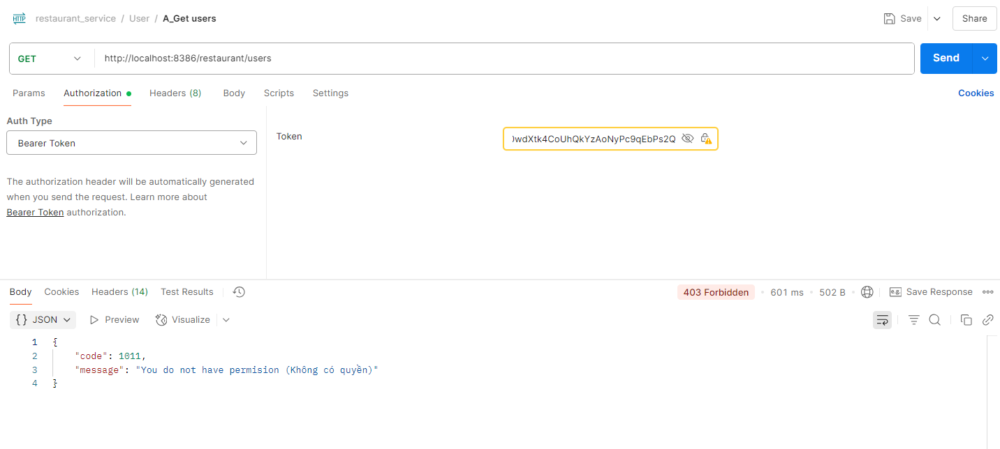 HTTP restaurant_service / User / A_Get users Save Share
GET http://localhost:8386/restaurant/users Send
Params Authorization Headers (8) Body Scripts Settings Cookies
Auth Type
Bearer Token
Token
wdXtk4CoUhQkYzAoNyPc9qEbPs2Q
The authorization header will be automatically generated
when you send the request. Learn more about
Bearer Token authorization.
Body Cookies Headers (14) Test Results 403 Forbidden • 601 ms • 502 B • e.g. Save Response
{} JSON Preview Visualize
1 {
2 "code": 1011,
3 "message": "You do not have permision (Không có quyền)"
4 }